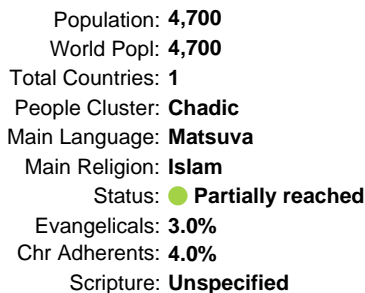 Population: 4,700
World Popl: 4,700
Total Countries: 1
People Cluster: Chadic
Main Language: Matsuva
Main Religion: Islam
Status: Partially reached
Evangelicals: 3.0%
Chr Adherents: 4.0%
Scripture: Unspecified